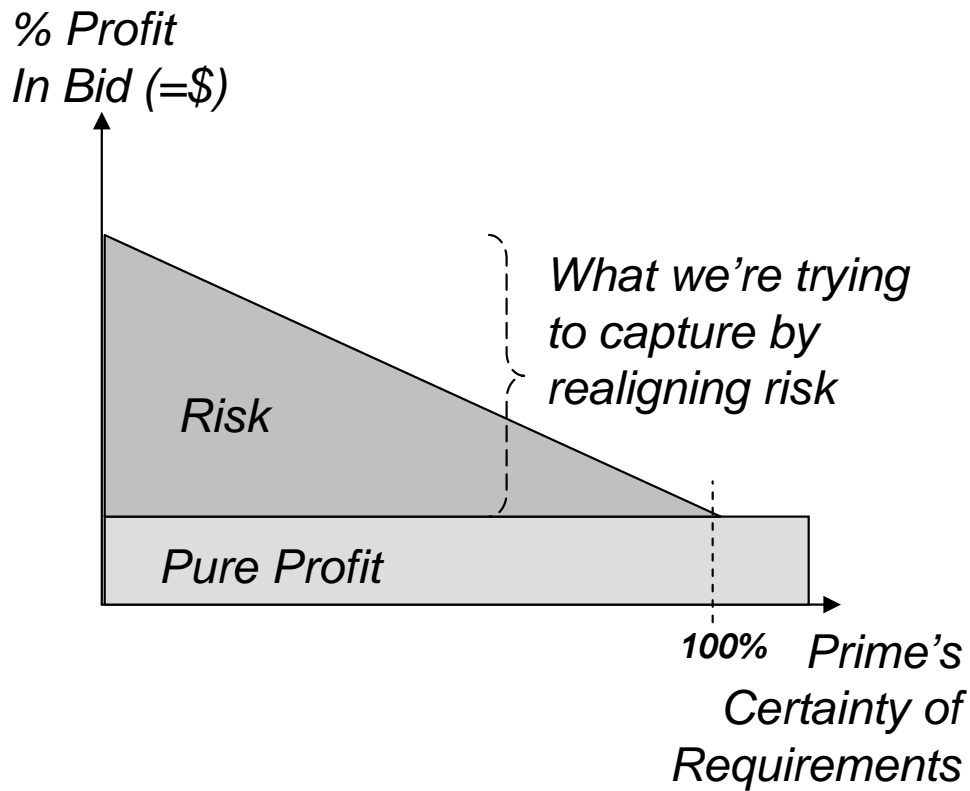 % Profit
In Bid (=$)
What we're trying
to capture by
realigning risk
Risk
Pure Profit
100%
Prime's
Certainty of
Requirements